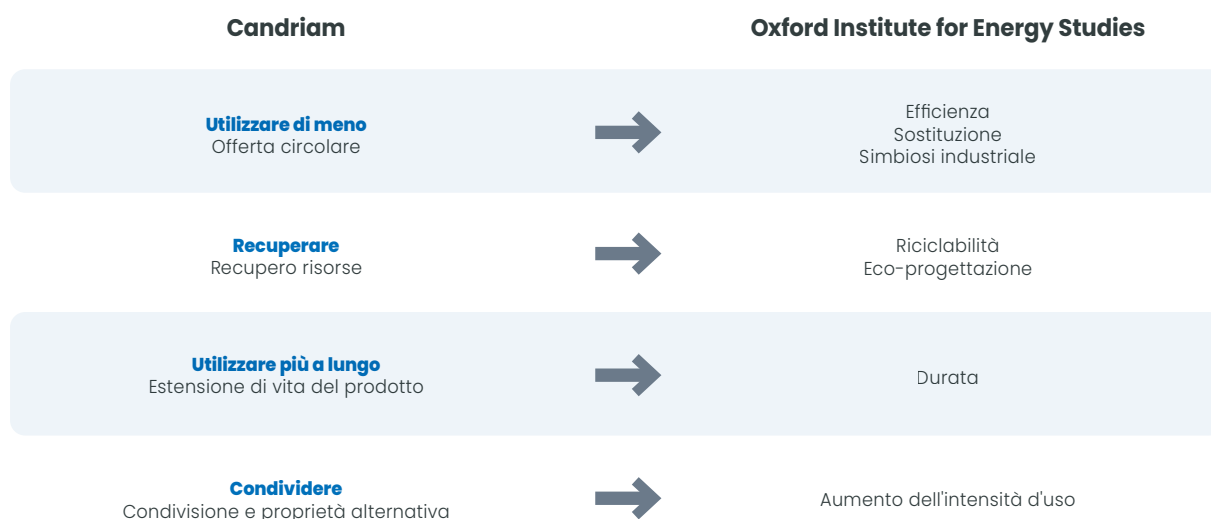 Candriam
Oxford Institute for Energy Studies
Utilizzare di meno
Offerta circolare
Efficienza
Sostituzione
Simbiosi industriale
Recuperare
Recupero risorse
Riciclabilità
Eco-progettazione
Utilizzare più a lungo
Estensione di vita del prodotto
Durata
Condividere
Condivisione e proprietà alternativa
Aumento dell'intensità d'uso